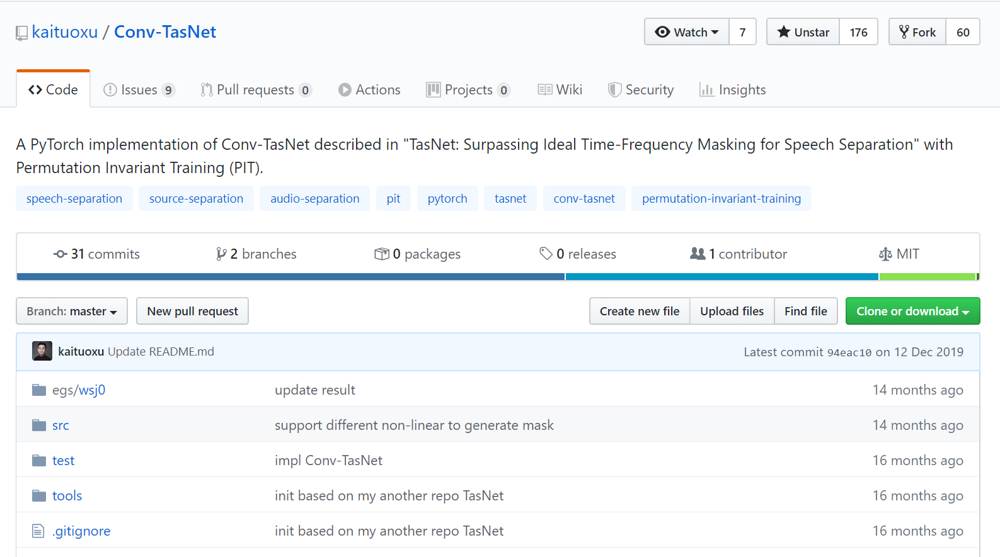 kaituoxu / Conv-TasNet
Watch 7 Unstar 176 Fork 60
Code Issues 9 Pull requests 0 Actions Projects 0 Wiki Security Insights
A PyTorch implementation of Conv-TasNet described in "TasNet: Surpassing Ideal Time-Frequency Masking for Speech Separation" with
Permutation Invariant Training (PIT).
speech-separation source-separation audio-separation pit pytorch tasnet conv-tasnet permutation-invariant-training
31 commits 2 branches 0 packages 0 releases 1 contributor MIT
Branch: master New pull request Create new file Upload files Find file Clone or download
kaituoxu Update README.md Latest commit 94eac10 on 12 Dec 2019
egs/wsj0 update result 14 months ago
src support different non-linear to generate mask 14 months ago
test impl Conv-TasNet 16 months ago
tools init based on my another repo TasNet 16 months ago
.gitignore init based on my another repo TasNet 16 months ago